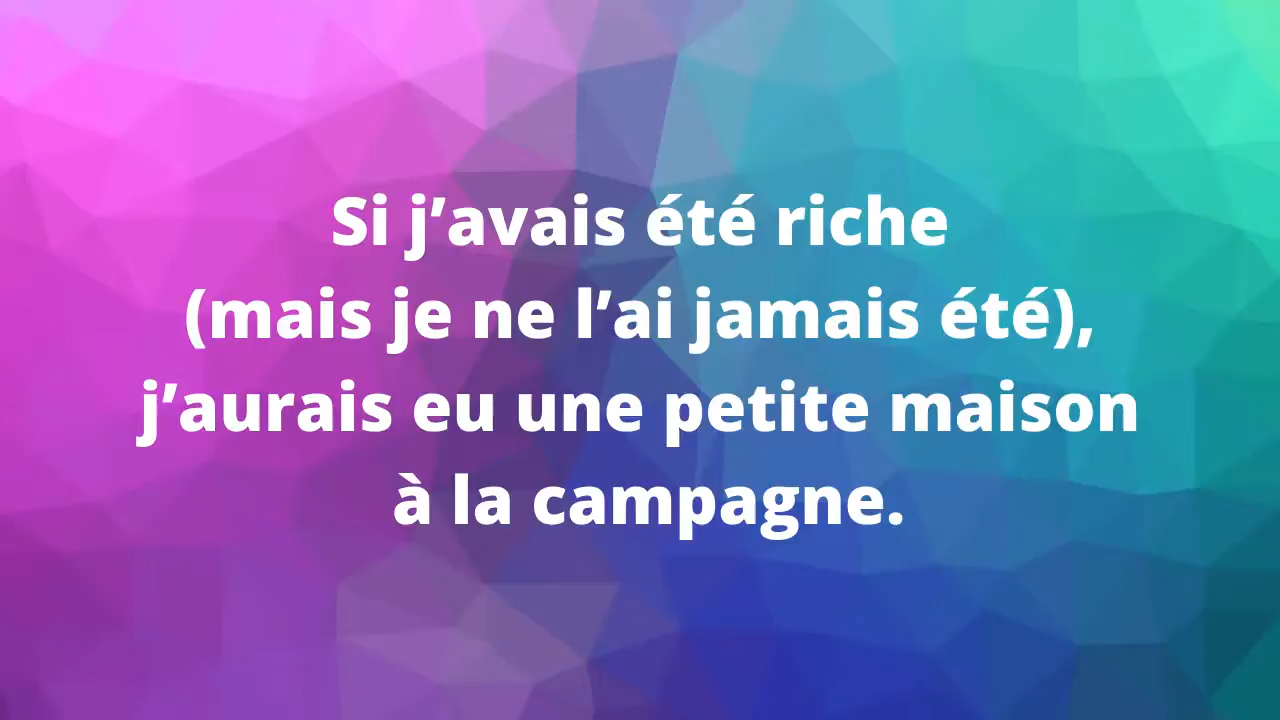 Si j’avais été riche
(mais je ne l’ai jamais été),
j’aurais eu une petite maison
à la campagne.